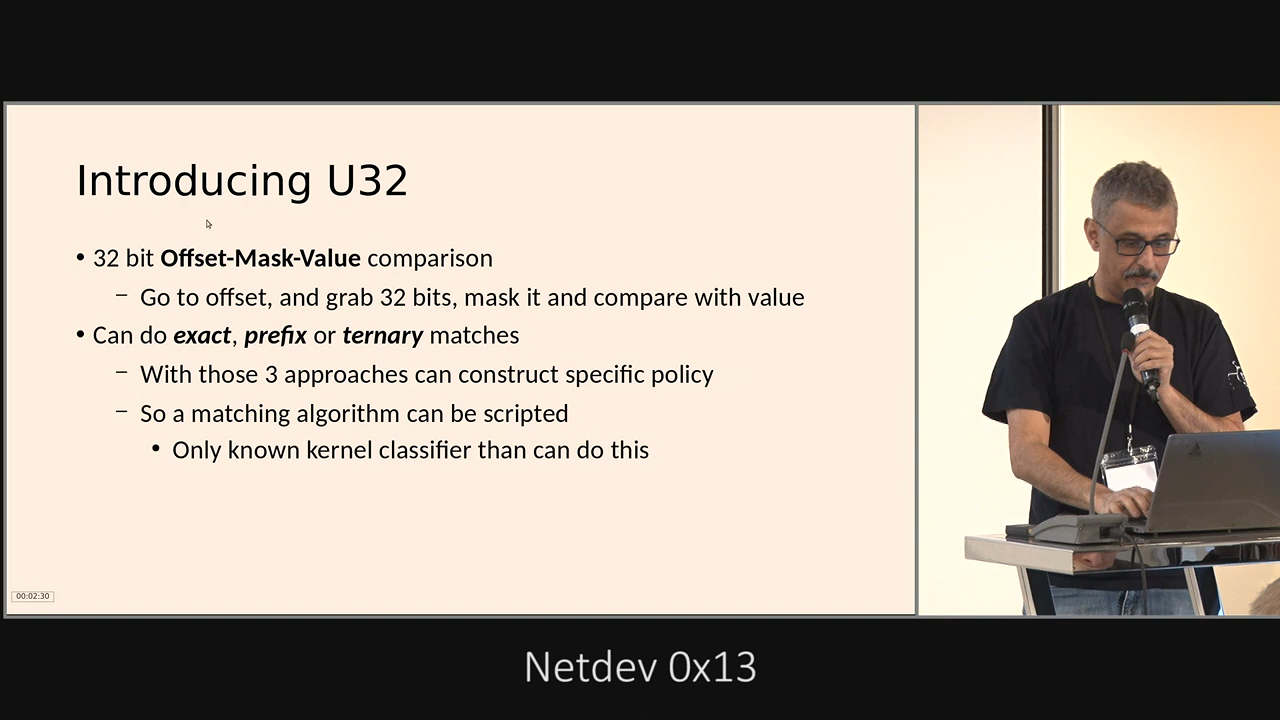 Introducing U32
• 32 bit Offset-Mask-Value comparison
– Go to offset, and grab 32 bits, mask it and compare with value
• Can do exact, prefix or ternary matches
– With those 3 approaches can construct specific policy
– So a matching algorithm can be scripted
• Only known kernel classifier than can do this
00:02:30
Netdev 0x13